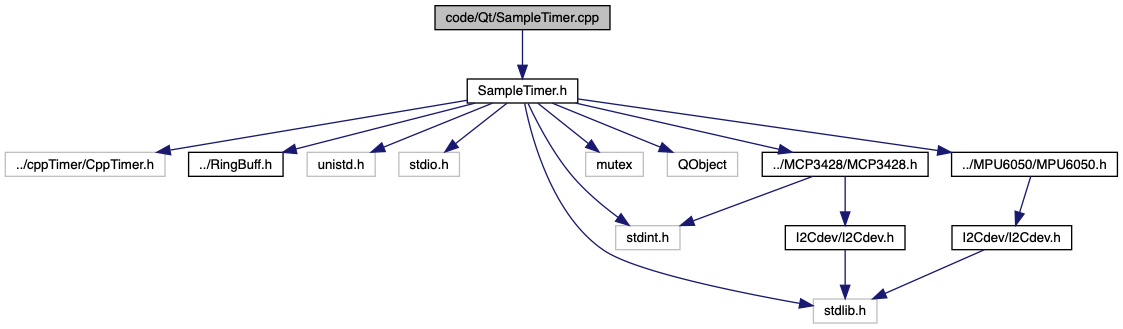 code/Qt/SampleTimer.cpp
SampleTimer.h
../cppTimer/CppTimer.h
../RingBuff.h
unistd.h
stdio.h
mutex
QObject
../MCP3428/MCP3428.h
../MPU6050/MPU6050.h
stdint.h
I2Cdev/I2Cdev.h
I2Cdev/I2Cdev.h
stdlib.h